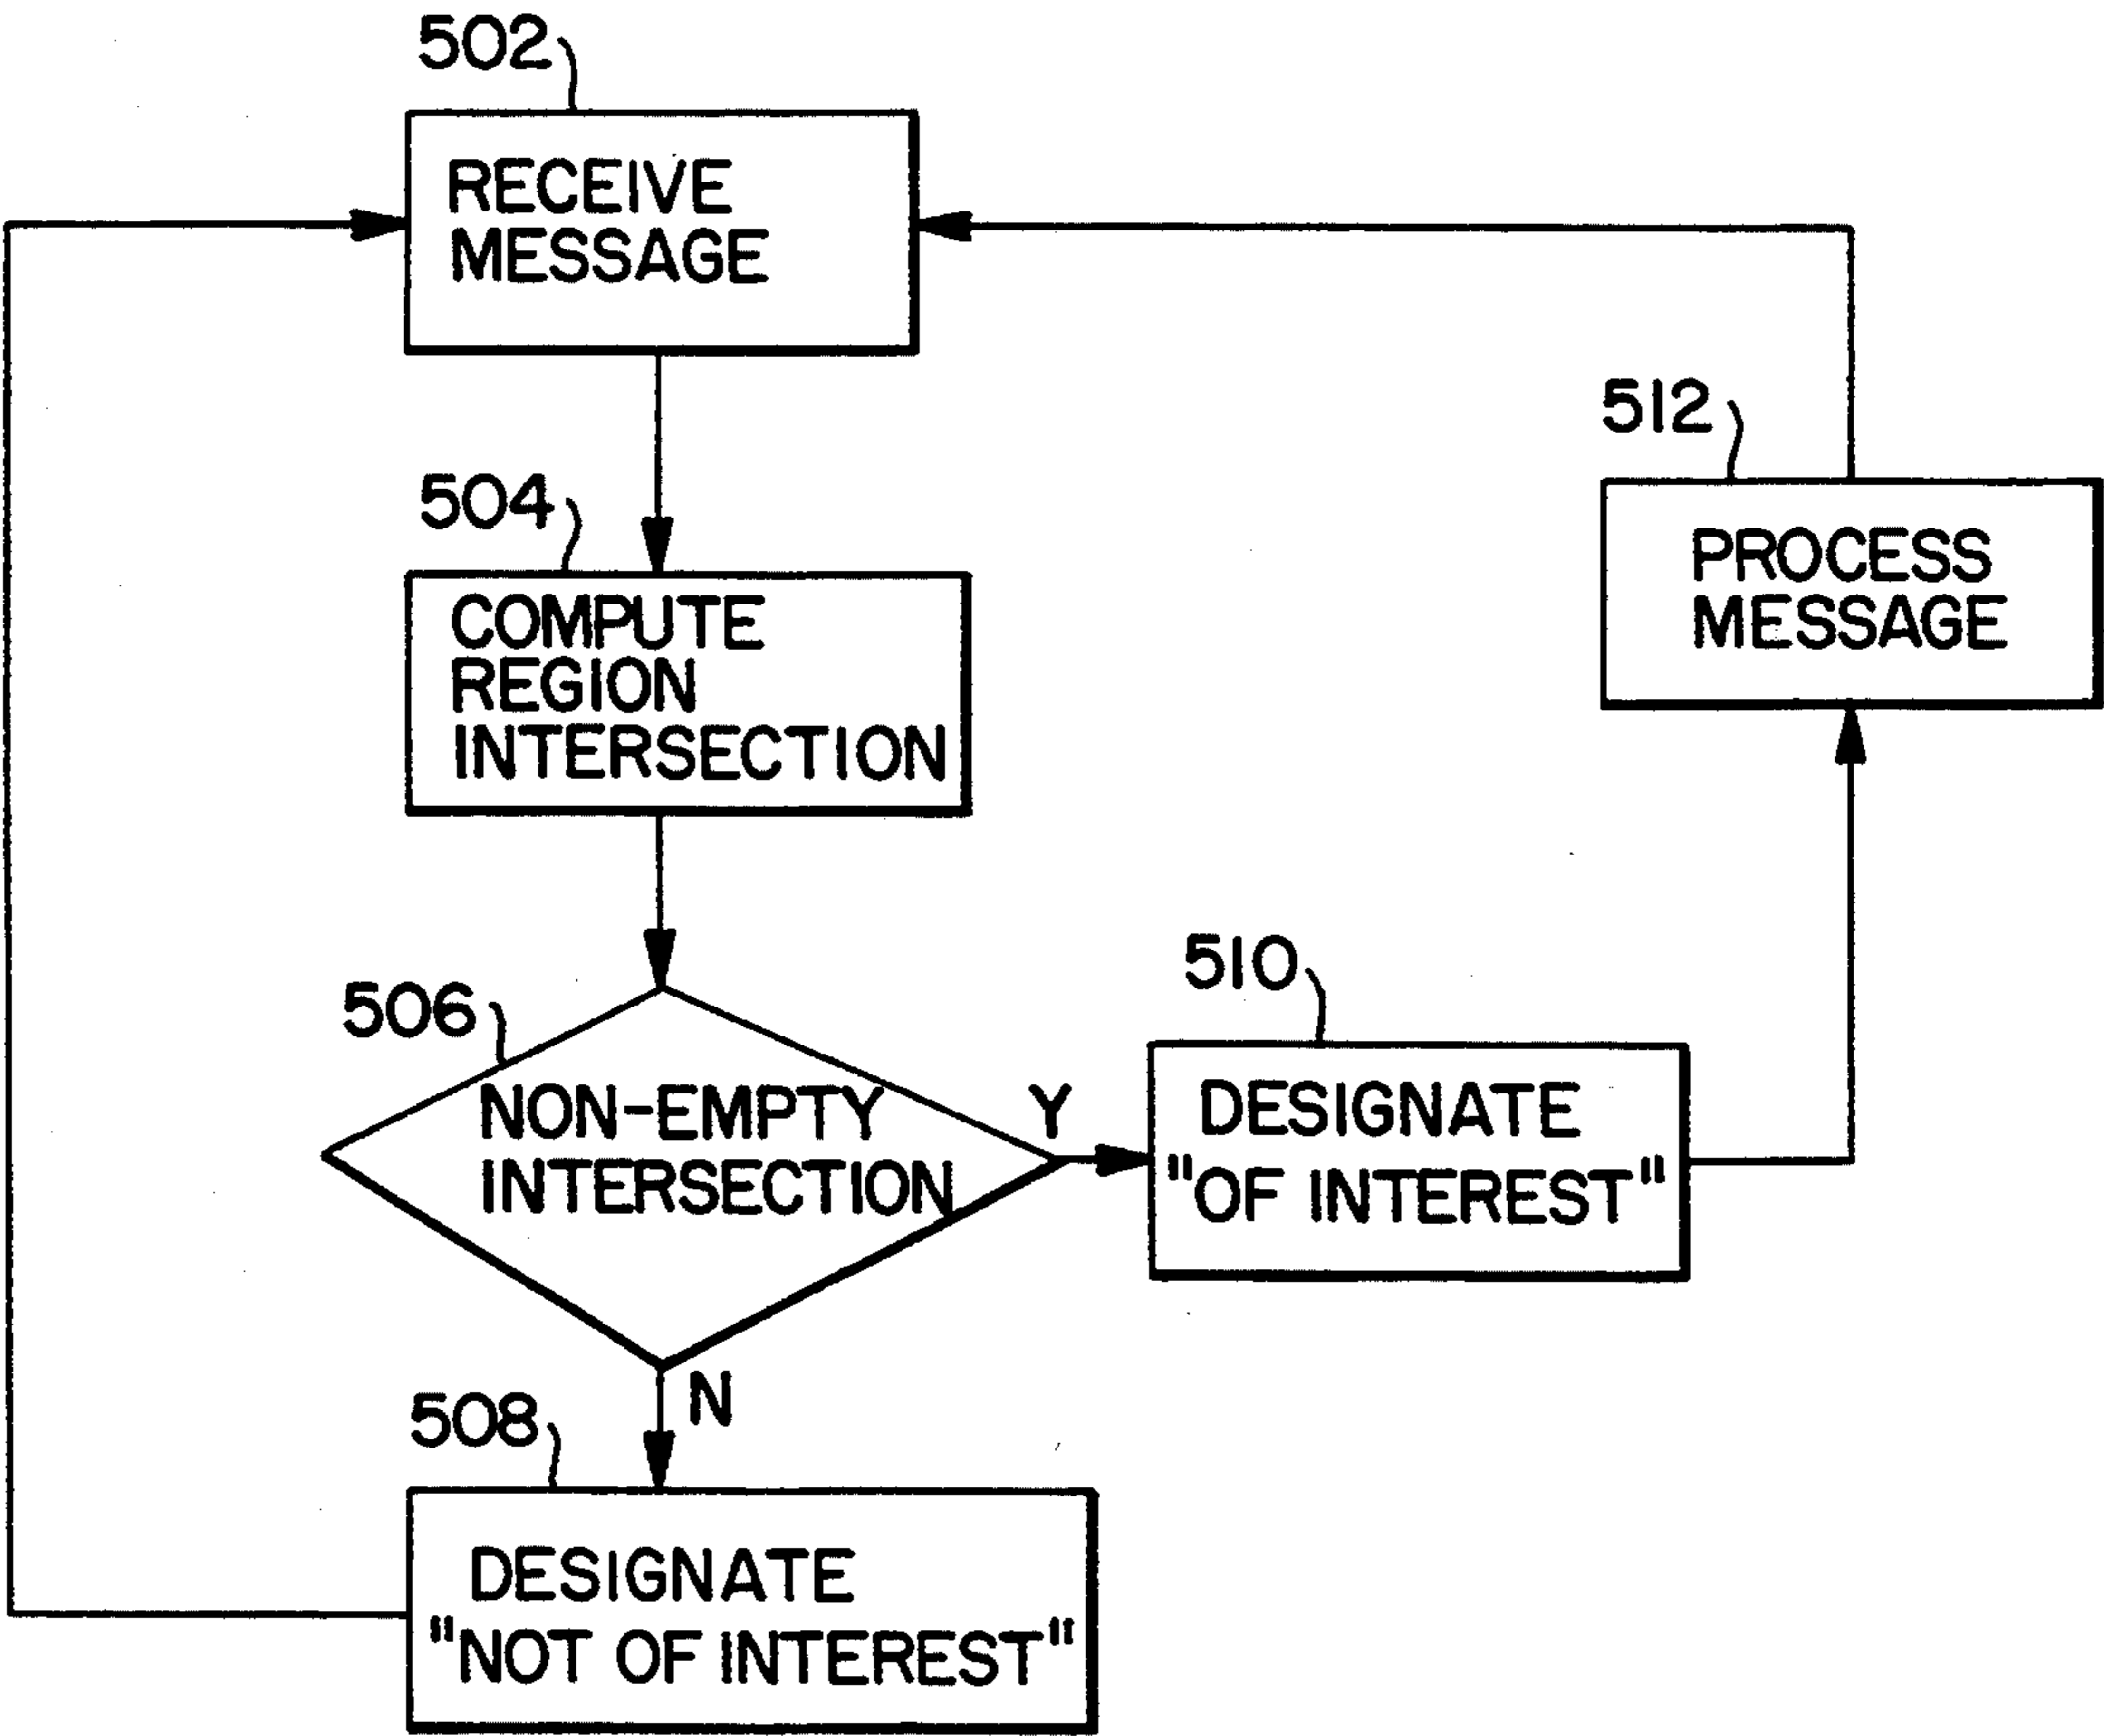 502
RECEIVE
MESSAGE
504
COMPUTE
REGION
INTERSECTION
512
PROCESS
MESSAGE
506
NON-EMPTY
INTERSECTION
Y
N
510
DESIGNATE
"OF INTEREST"
508
DESIGNATE
"NOT OF INTEREST"